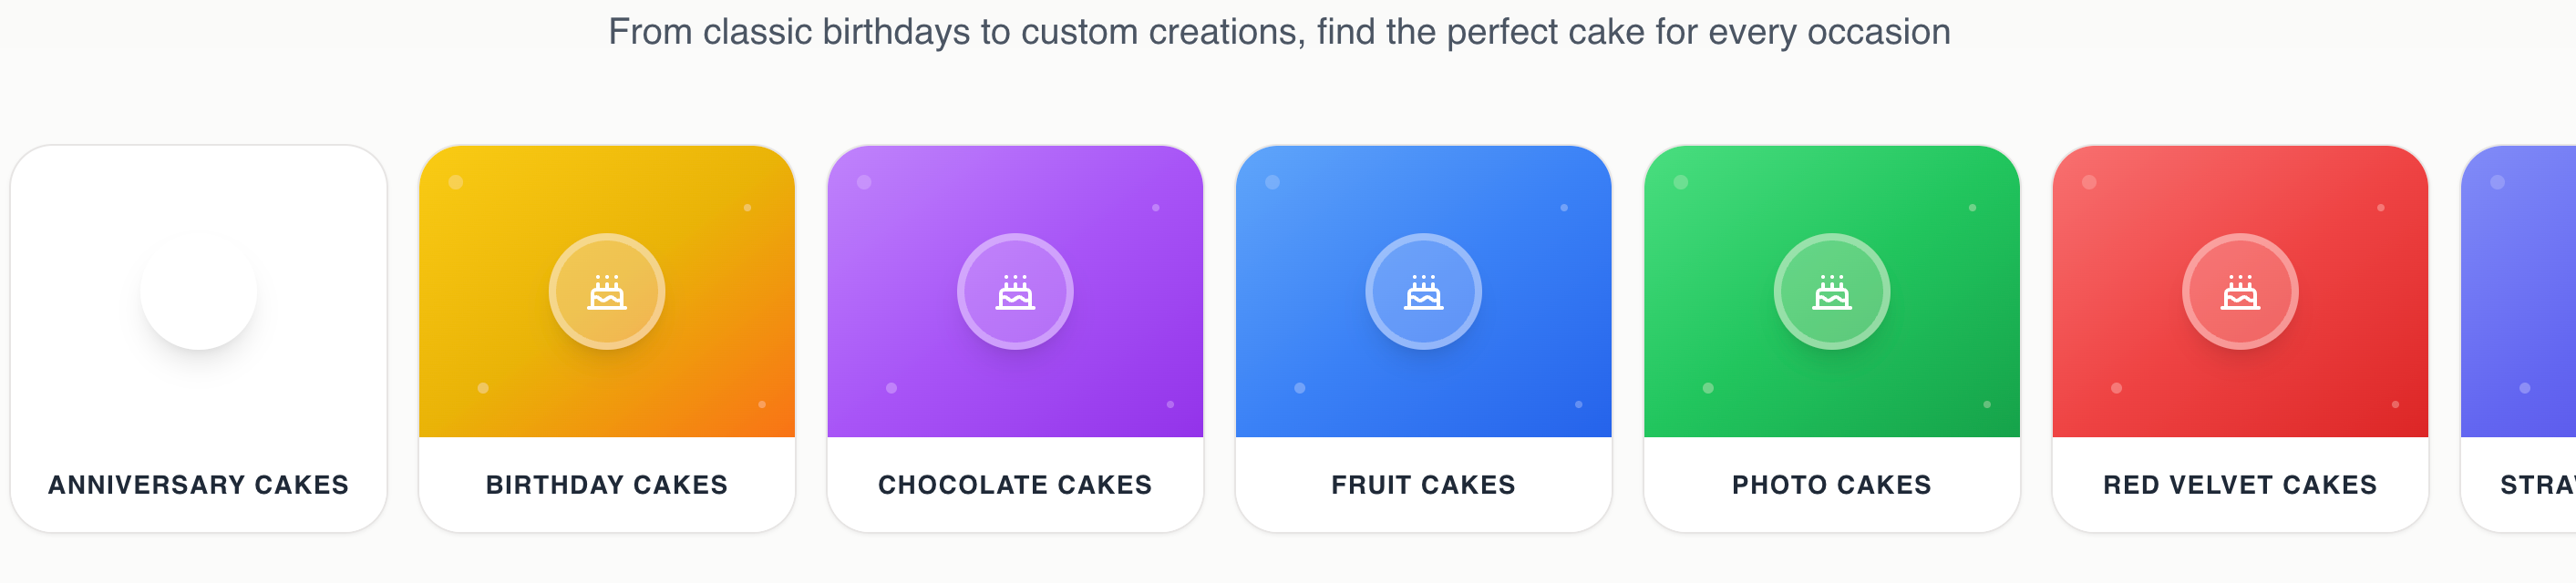 From classic birthdays to custom creations, find the perfect cake for every occasion
ANNIVERSARY CAKES
BIRTHDAY CAKES
CHOCOLATE CAKES
FRUIT CAKES
PHOTO CAKES
RED VELVET CAKES